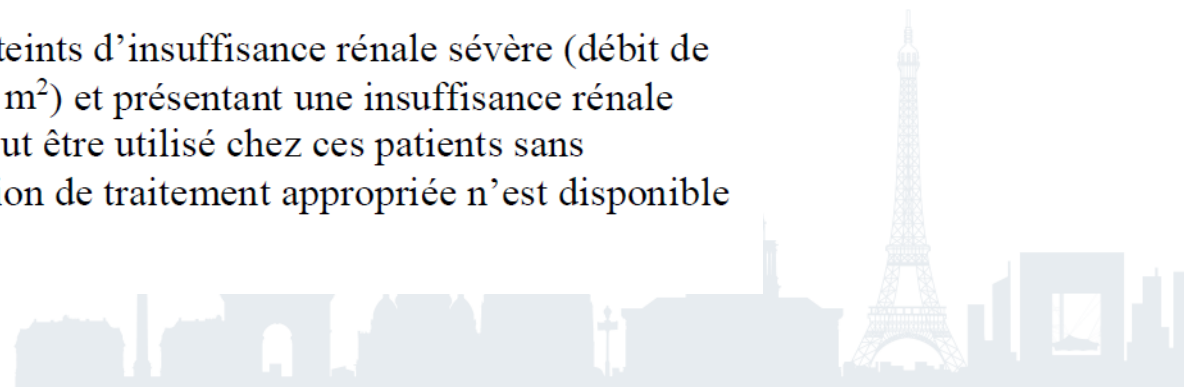 teints d’insuffisance rénale sévère (débit de
m²) et présentant une insuffisance rénale
ut être utilisé chez ces patients sans
ion de traitement appropriée n’est disponible